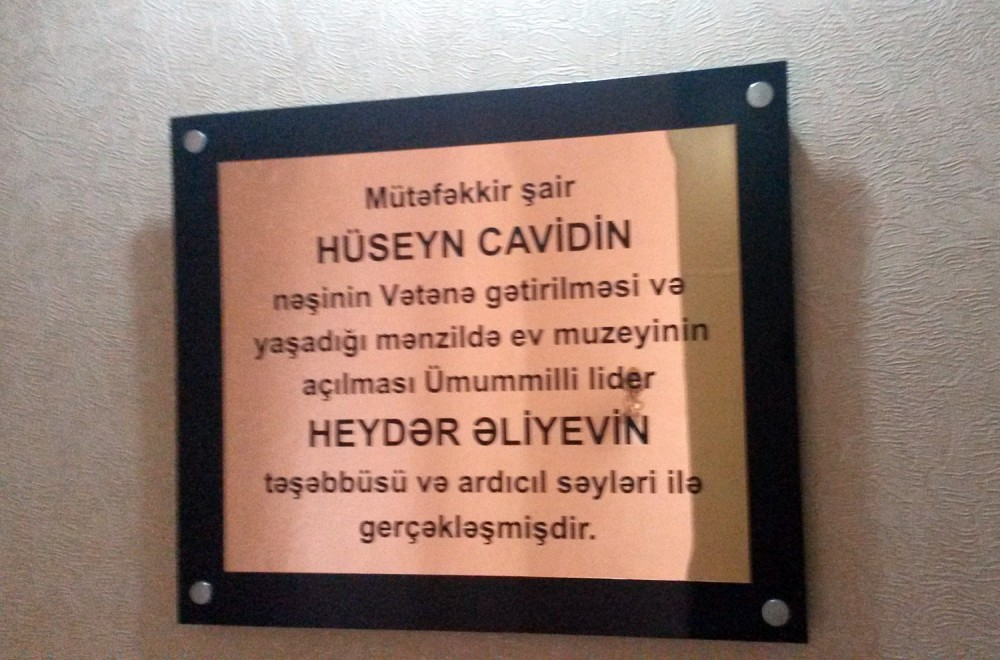 Mütəfəkkir şair
HÜSEYN CAVİDİN
nəşinin Vətənə gətirilməsi və
yaşadığı mənzildə ev muzeyinin
açılması Ümummilli lider
HEYDƏR ƏLİYEVİN
təşəbbüsü və ardıcıl səyləri ilə
gerçəkləşmişdir.